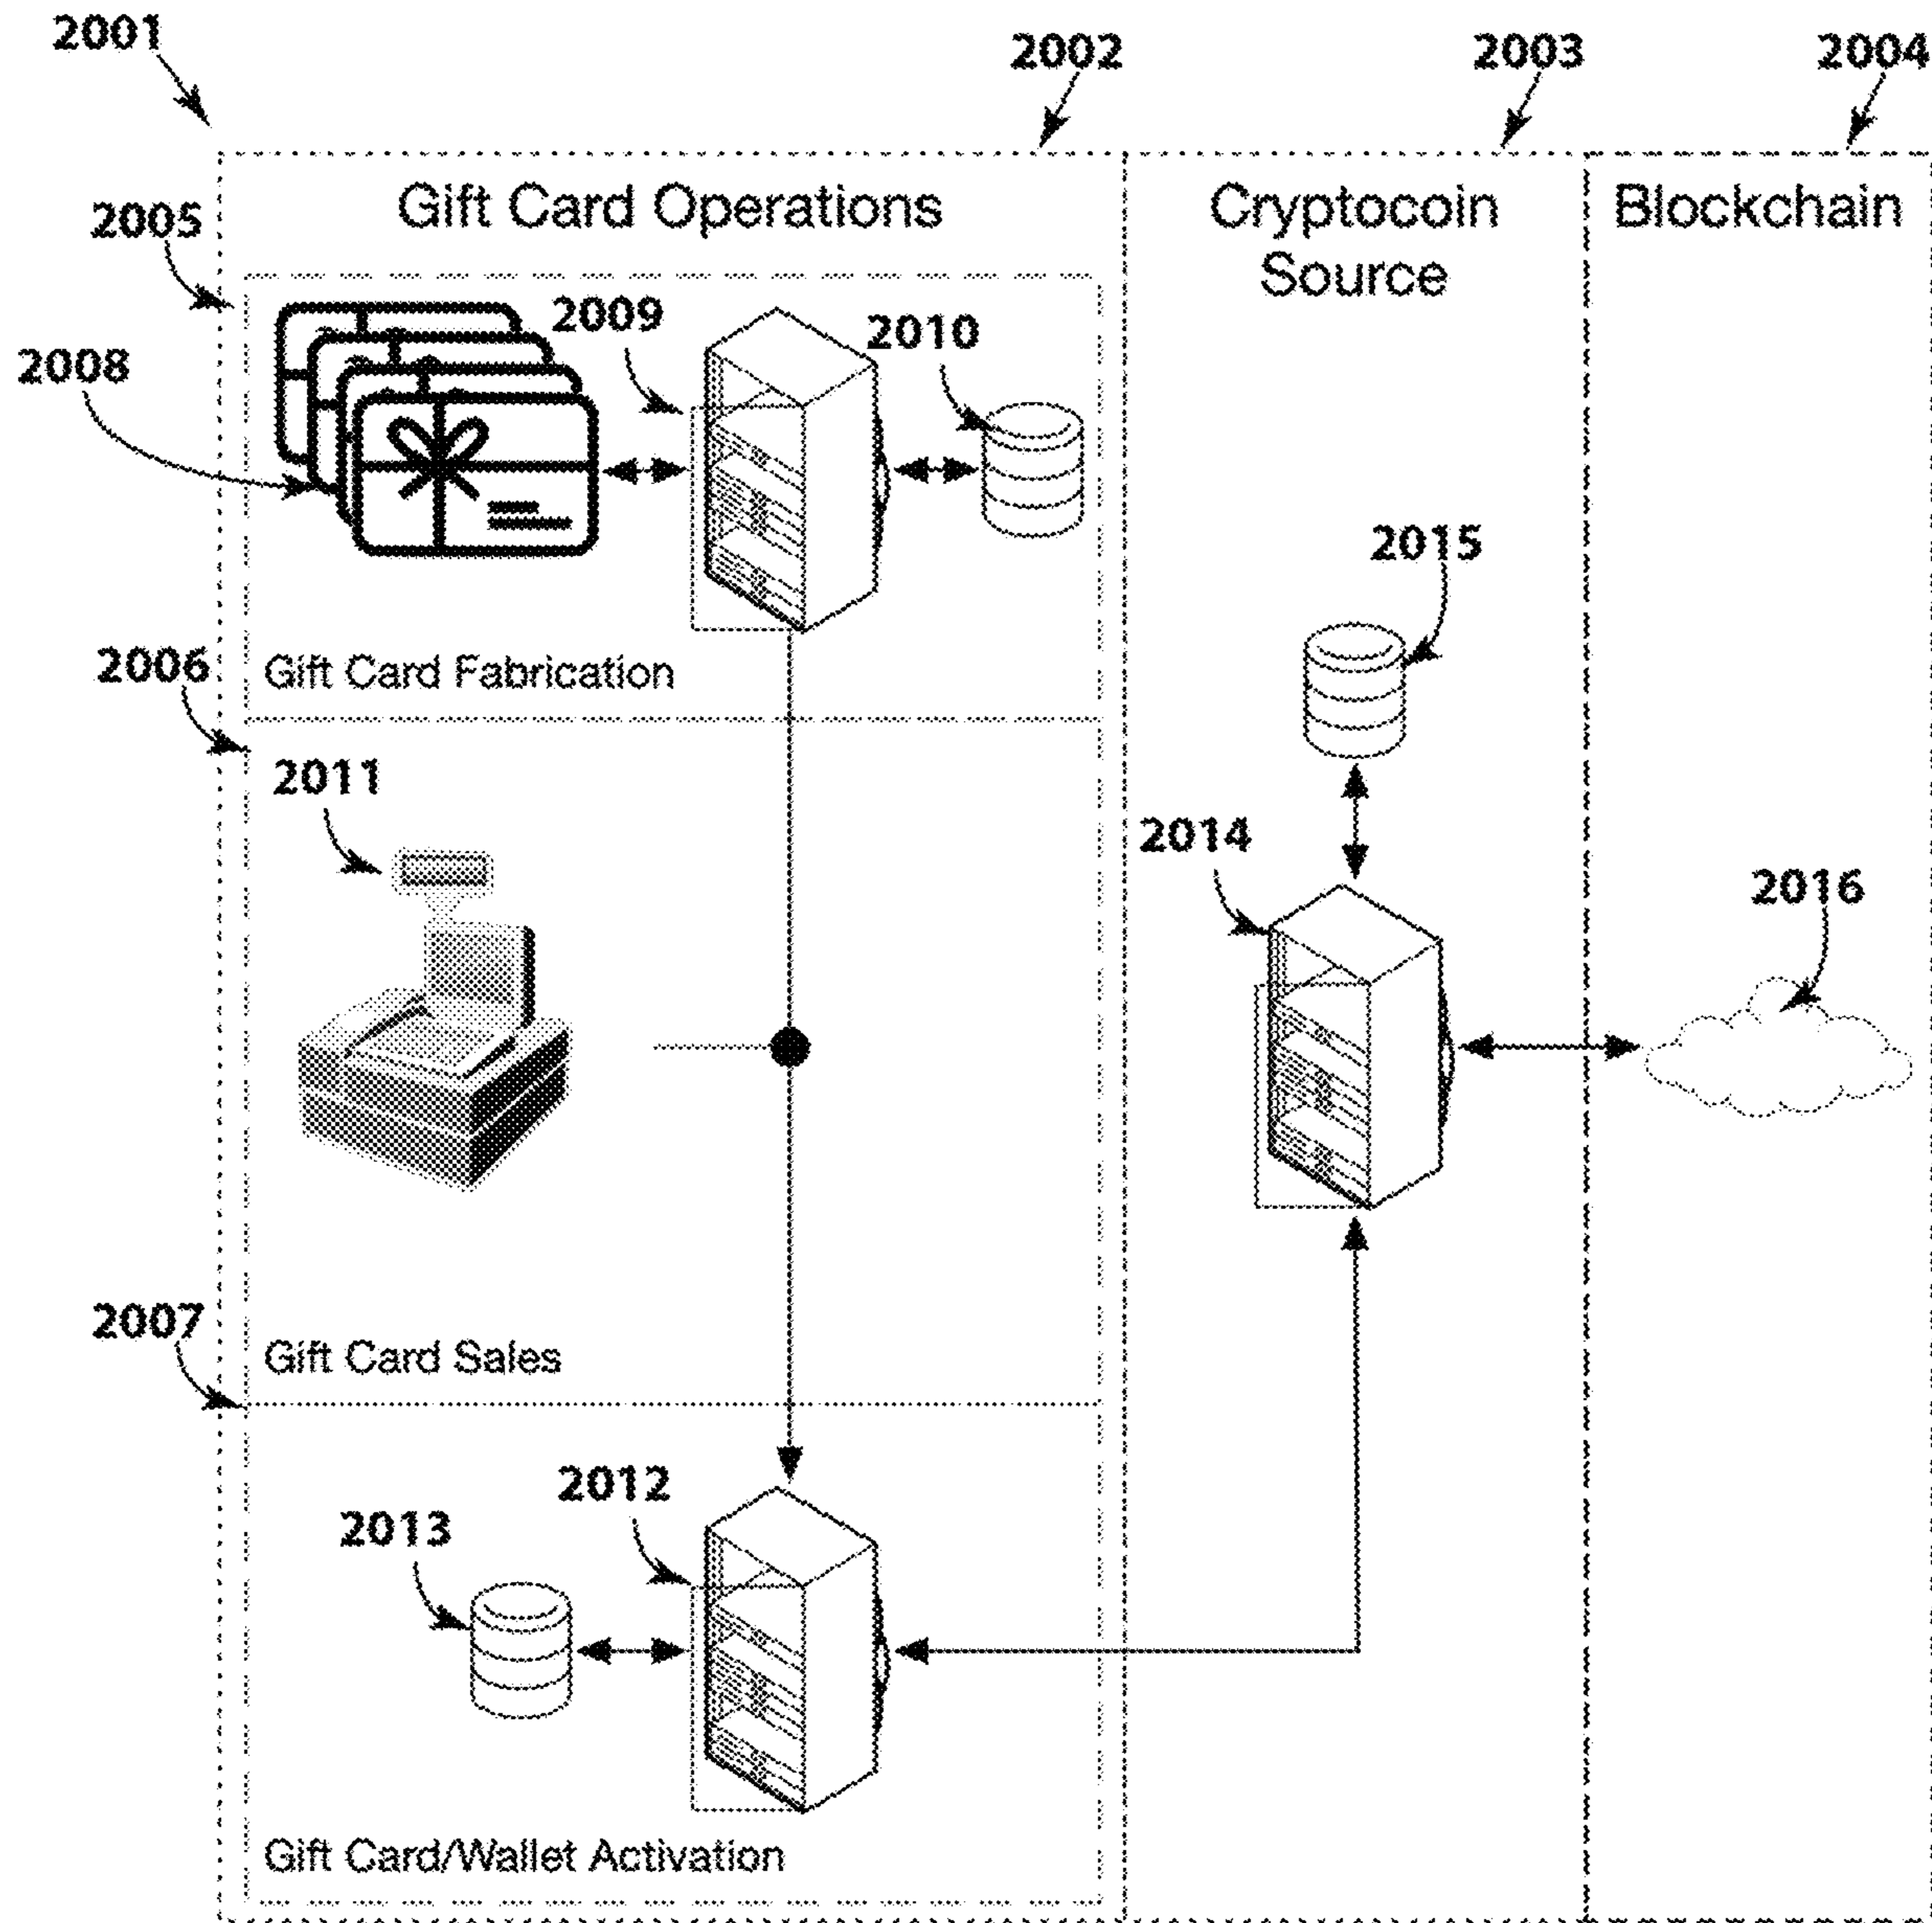 2001
2002
2003
2004
Gift Card Operations
Cryptocoin
Source
Blockchain
2005
2008
2009
2010
Gift Card Fabrication
2006
2011
Gift Card Sales
2015
2014
2016
2007
2012
2013
Gift Card/Wallet Activation